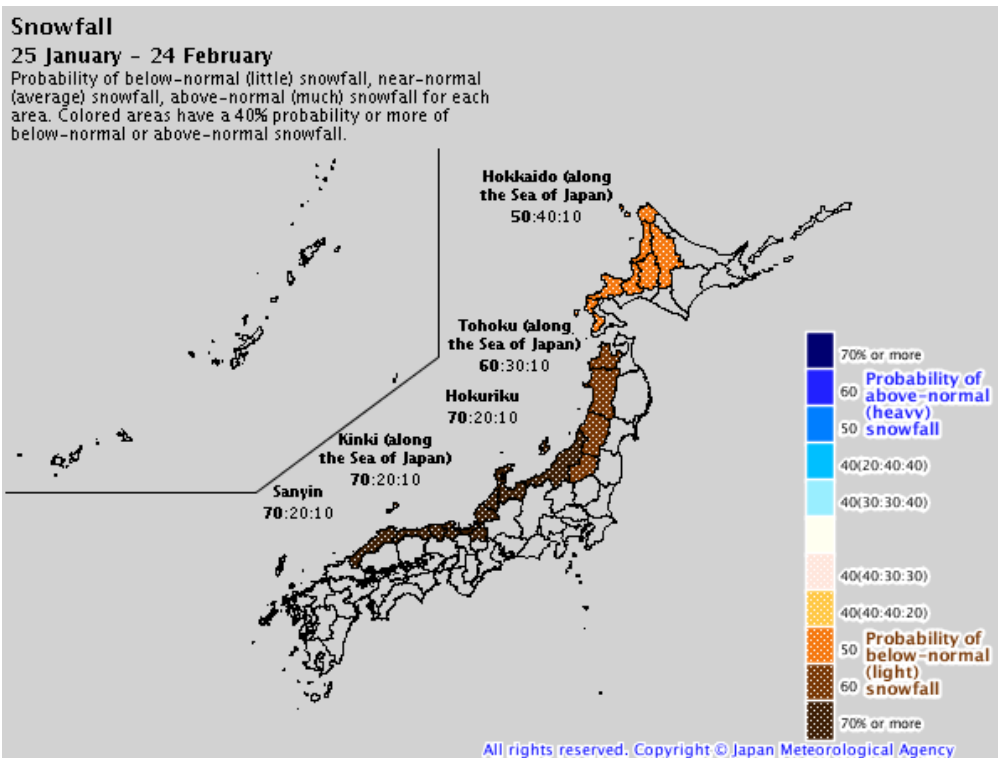 Snowfall
25 January - 24 February
Probability of below-normal (little) snowfall, near-normal
(average) snowfall, above-normal (much) snowfall for each
area. Colored areas have a 40% probability or more of
below-normal or above-normal snowfall.
Hokkaido (along
the Sea of Japan)
50:40:10
Tohoku (along
the Sea of Japan)
60:30:10
Hokuriku
70:20:10
Kinki (along
the Sea of Japan)
70:20:10
Sanyin
70:20:10
70% or more
60
50
Probability of
above-normal
(heavy)
snowfall
40(20:40:40)
40(30:30:40)
40(40:30:30)
40(40:40:20)
50
60
Probability of
below-normal
(light)
snowfall
70% or more
All rights reserved. Copyright © Japan Meteorological Agency